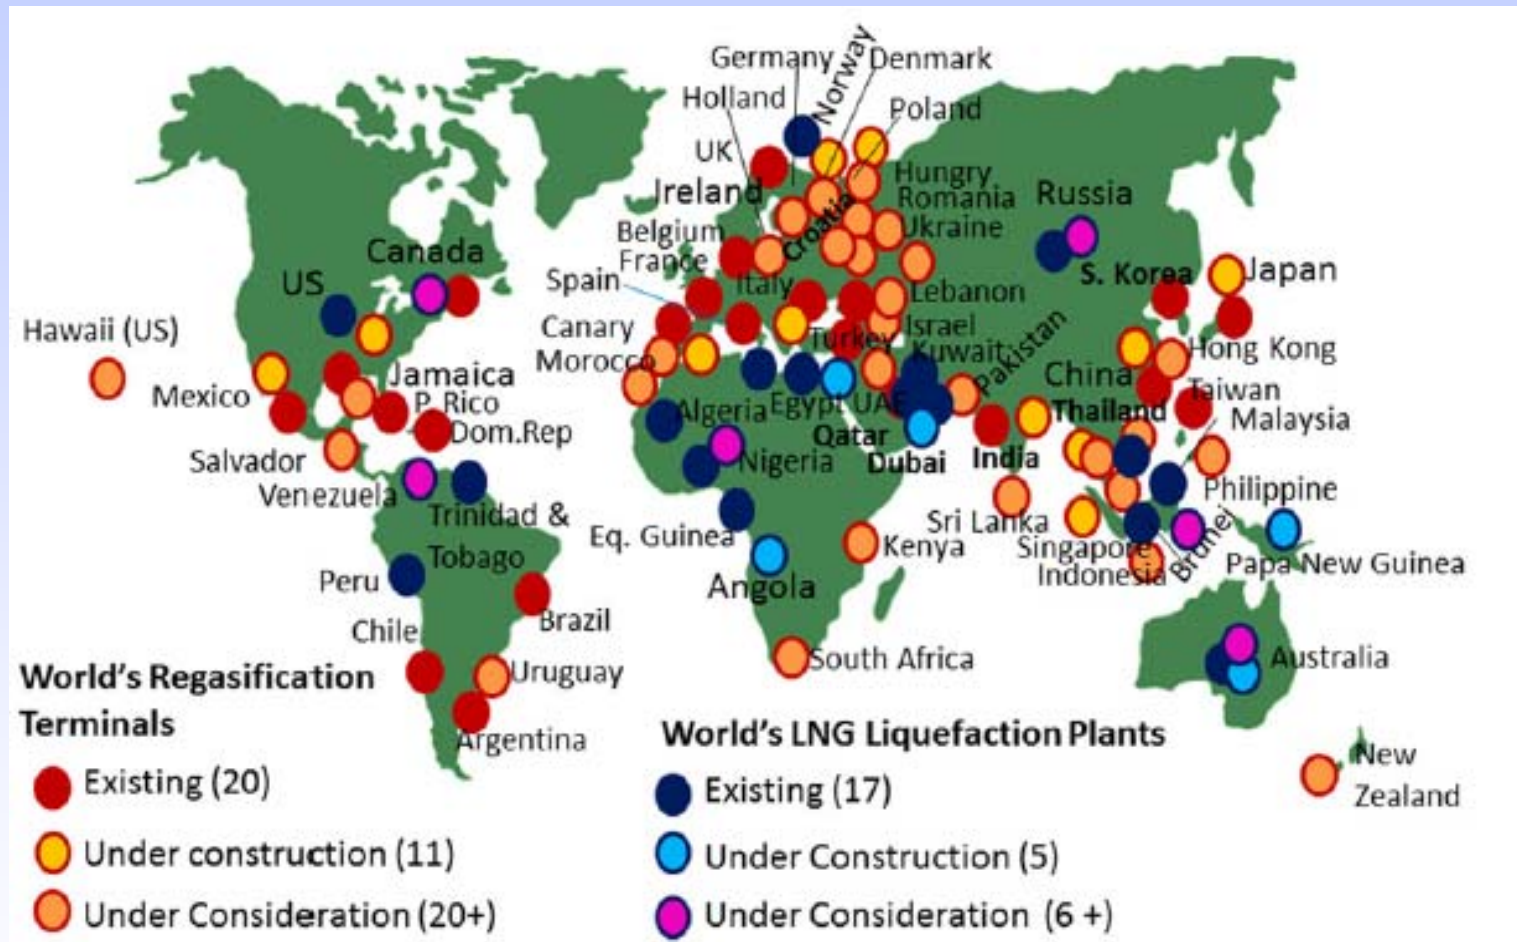 Germany
Norway
Denmark
Holland
Poland
UK
Ireland
Hungry
Romania
Croatia
Ukraine
Russia
Belgium
France
Canada
US
Spain
Italy
S. Korea
Japan
Lebanon
Hawaii (US)
Canary
Turkey
Israel
Morocco
Kuwait
Pakistan
Hong Kong
Mexico
Jamaica
China
P. Rico
Taiwan
Algeria
Egypt
UAE
Thailand
Malaysia
Dom.Rep
Qatar
Salvador
Nigeria
Dubai
India
Venezuela
Philippine
Trinidad &
Tobago
Eq. Guinea
Sri Lanka
Kenya
Singapore
Brunei
Indonesia
Papa New Guinea
Peru
Angola
Brazil
Chile
South Africa
Australia
Uruguay
Argentina
New
Zealand
World's Regasification
Terminals
Existing (20)
Under construction (11)
Under Consideration (20+)
World's LNG Liquefaction Plants
Existing (17)
Under Construction (5)
Under Consideration (6 +)